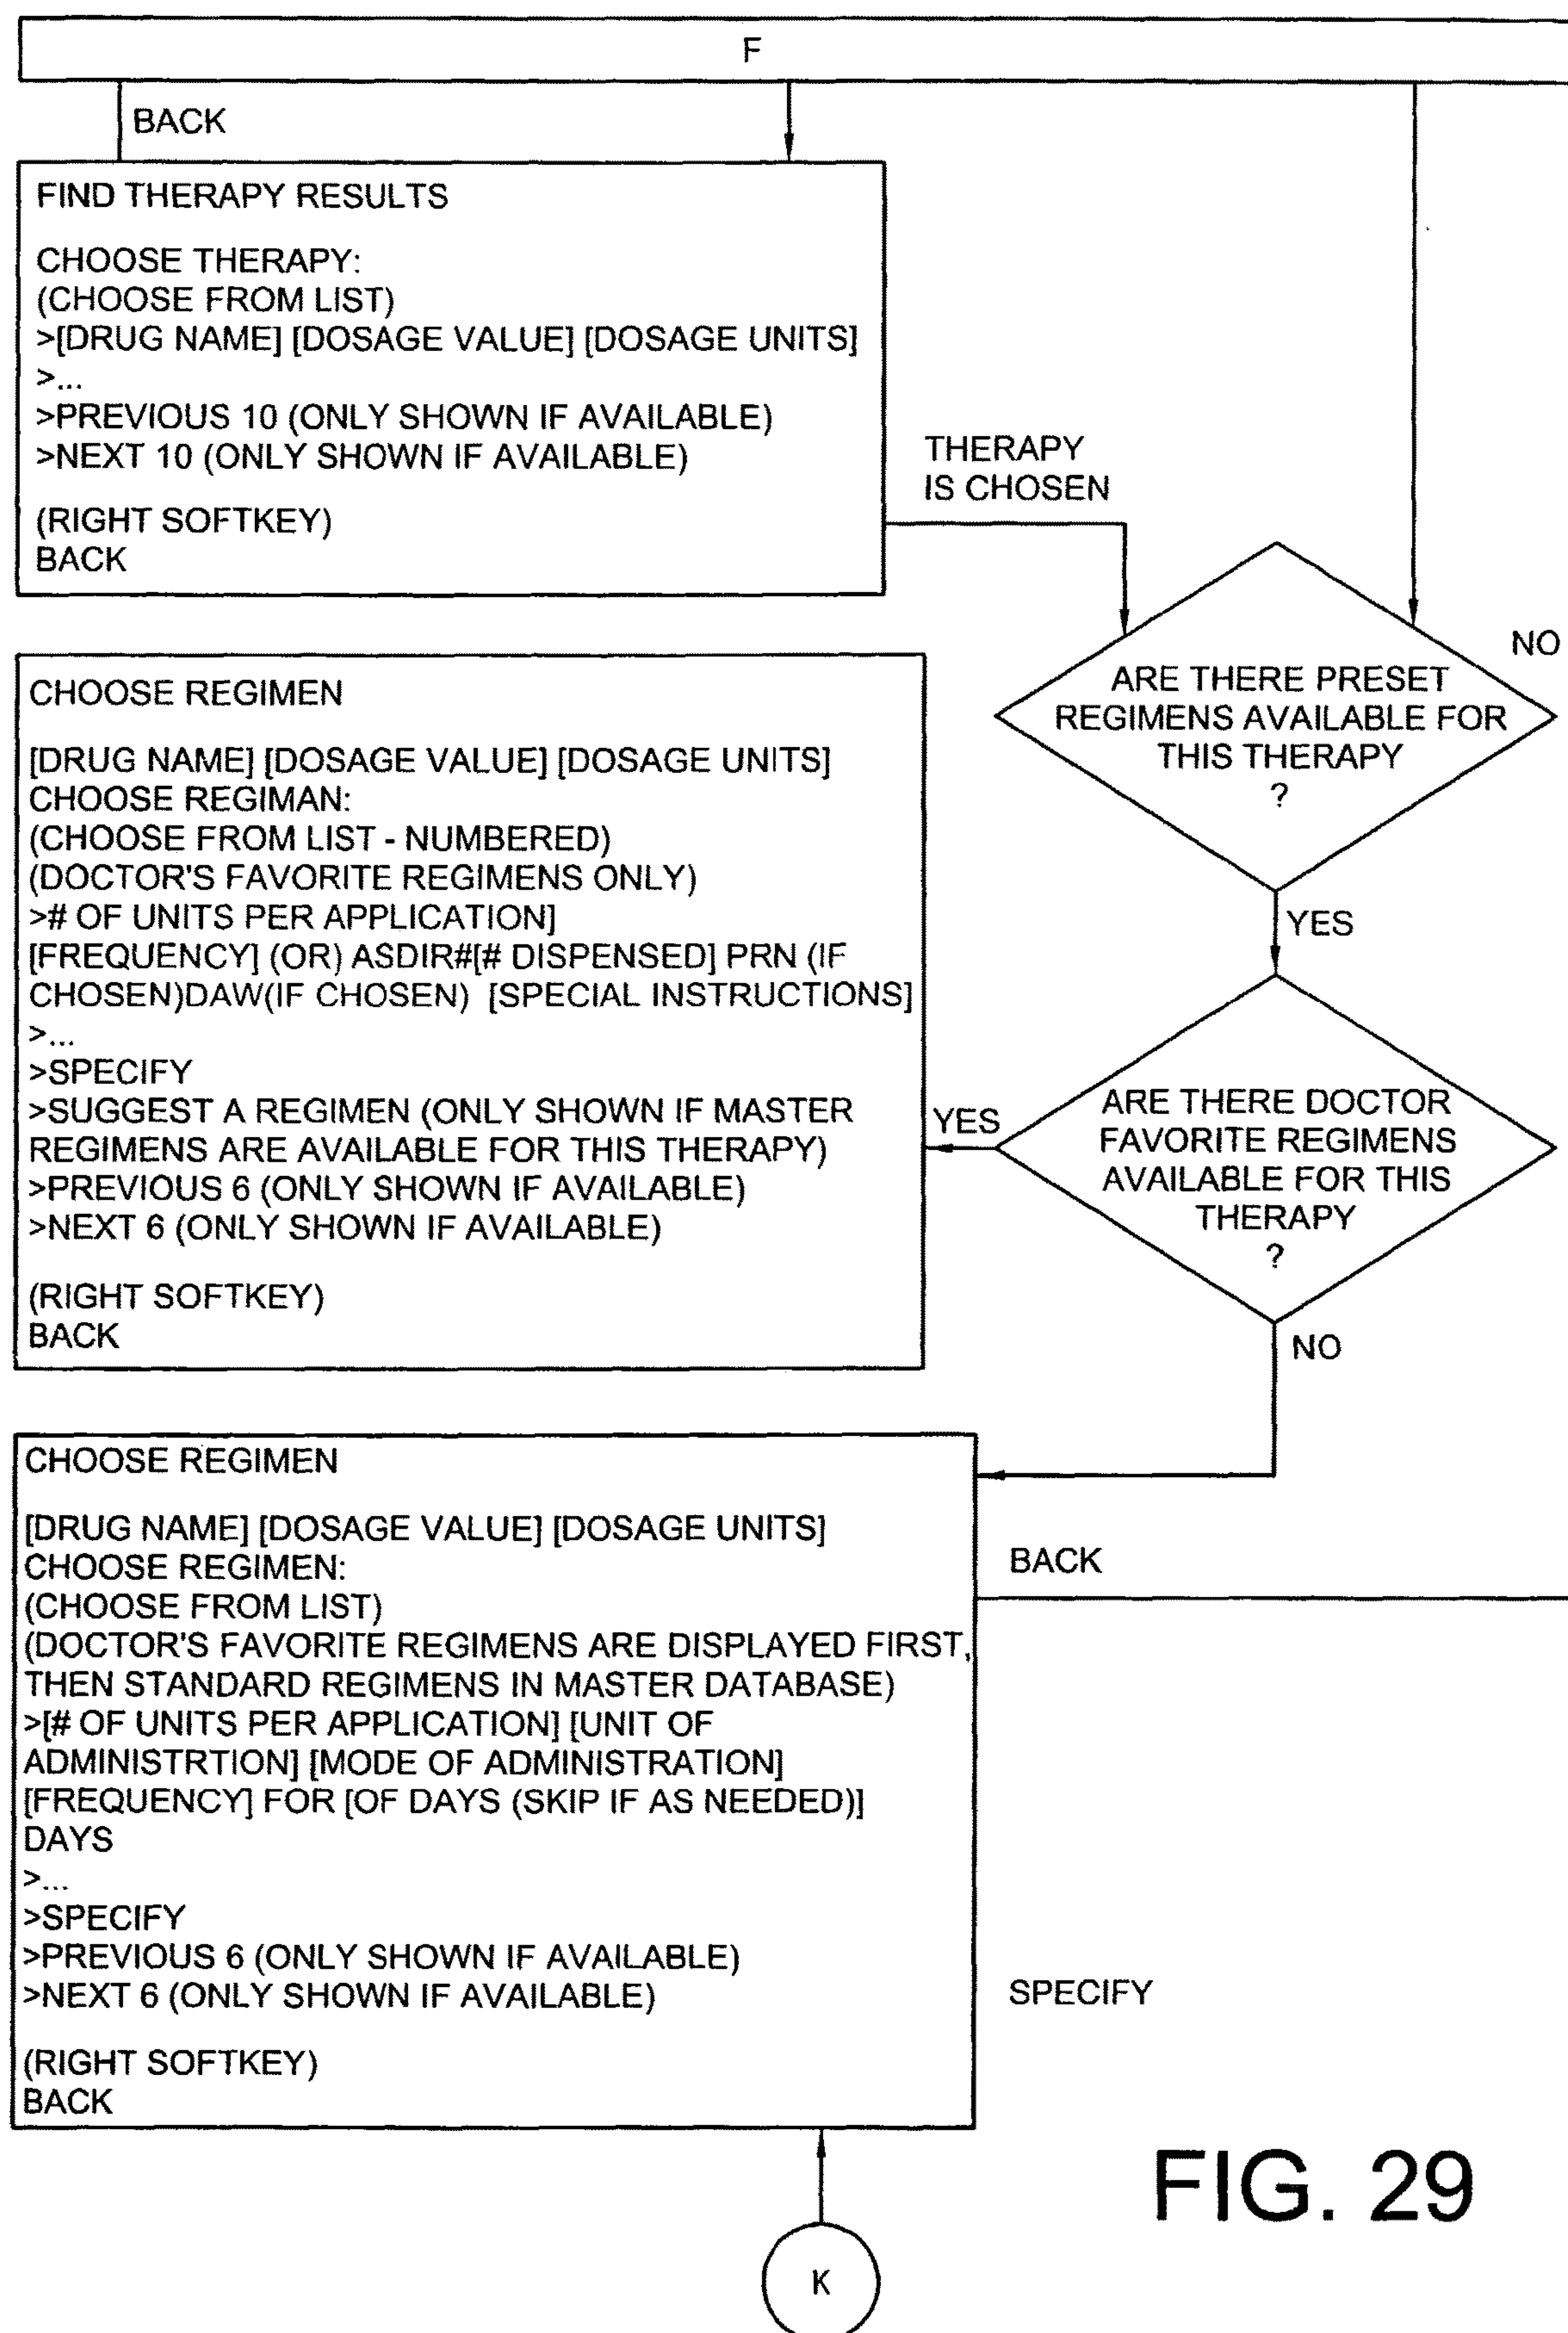 F
BACK
FIND THERAPY RESULTS
CHOOSE THERAPY:
(CHOOSE FROM LIST)
>[DRUG NAME] [DOSAGE VALUE] [DOSAGE UNITS]
>...
>PREVIOUS 10 (ONLY SHOWN IF AVAILABLE)
>NEXT 10 (ONLY SHOWN IF AVAILABLE)
(RIGHT SOFTKEY)
BACK
THERAPY
IS CHOSEN
NO
ARE THERE PRESET
REGIMENS AVAILABLE FOR
THIS THERAPY
?
YES
CHOOSE REGIMEN
[DRUG NAME] [DOSAGE VALUE] [DOSAGE UNITS]
CHOOSE REGIMAN:
(CHOOSE FROM LIST - NUMBERED)
(DOCTOR'S FAVORITE REGIMENS ONLY)
># OF UNITS PER APPLICATION]
[FREQUENCY] (OR) ASDIR#[# DISPENSED] PRN (IF
CHOSEN)DAW(IF CHOSEN) [SPECIAL INSTRUCTIONS]
>...
>SPECIFY
>SUGGEST A REGIMEN (ONLY SHOWN IF MASTER
REGIMENS ARE AVAILABLE FOR THIS THERAPY)
>PREVIOUS 6 (ONLY SHOWN IF AVAILABLE)
>NEXT 6 (ONLY SHOWN IF AVAILABLE)
(RIGHT SOFTKEY)
BACK
YES
ARE THERE DOCTOR
FAVORITE REGIMENS
AVAILABLE FOR THIS
THERAPY
?
NO
CHOOSE REGIMEN
[DRUG NAME] [DOSAGE VALUE] [DOSAGE UNITS]
CHOOSE REGIMEN:
(CHOOSE FROM LIST)
(DOCTOR'S FAVORITE REGIMENS ARE DISPLAYED FIRST,
THEN STANDARD REGIMENS IN MASTER DATABASE)
>[# OF UNITS PER APPLICATION] [UNIT OF
ADMINISTRTION] [MODE OF ADMINISTRATION]
[FREQUENCY] FOR [OF DAYS (SKIP IF AS NEEDED)]
DAYS
>...
>SPECIFY
>PREVIOUS 6 (ONLY SHOWN IF AVAILABLE)
>NEXT 6 (ONLY SHOWN IF AVAILABLE)
(RIGHT SOFTKEY)
BACK
BACK
SPECIFY
K
FIG. 29